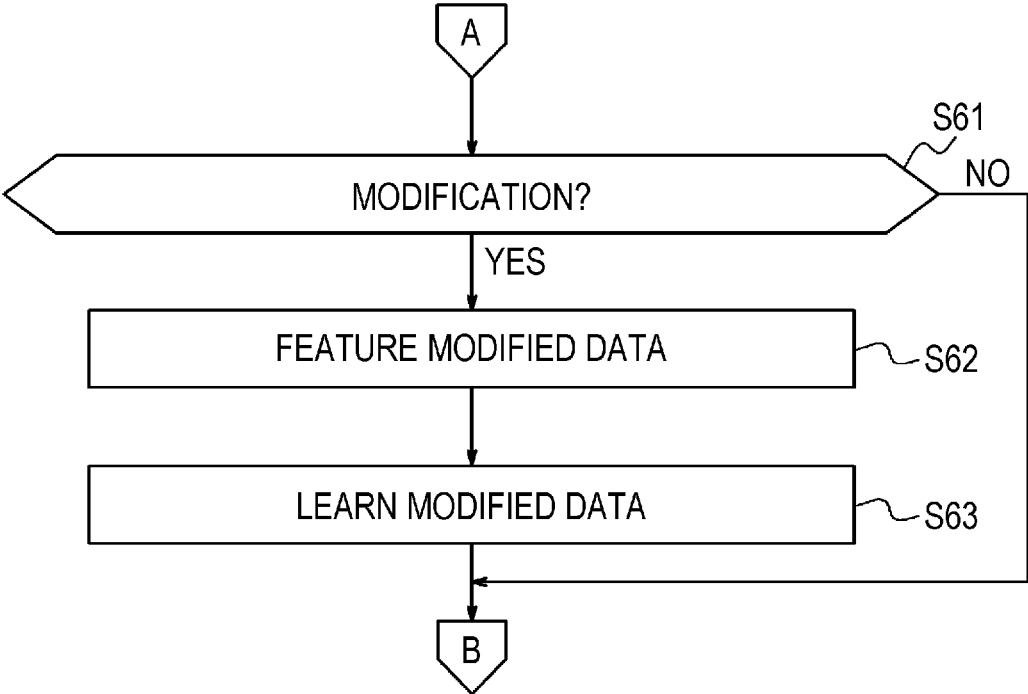 A
S61
MODIFICATION?
NO
YES
FEATURE MODIFIED DATA
S62
LEARN MODIFIED DATA
S63
B